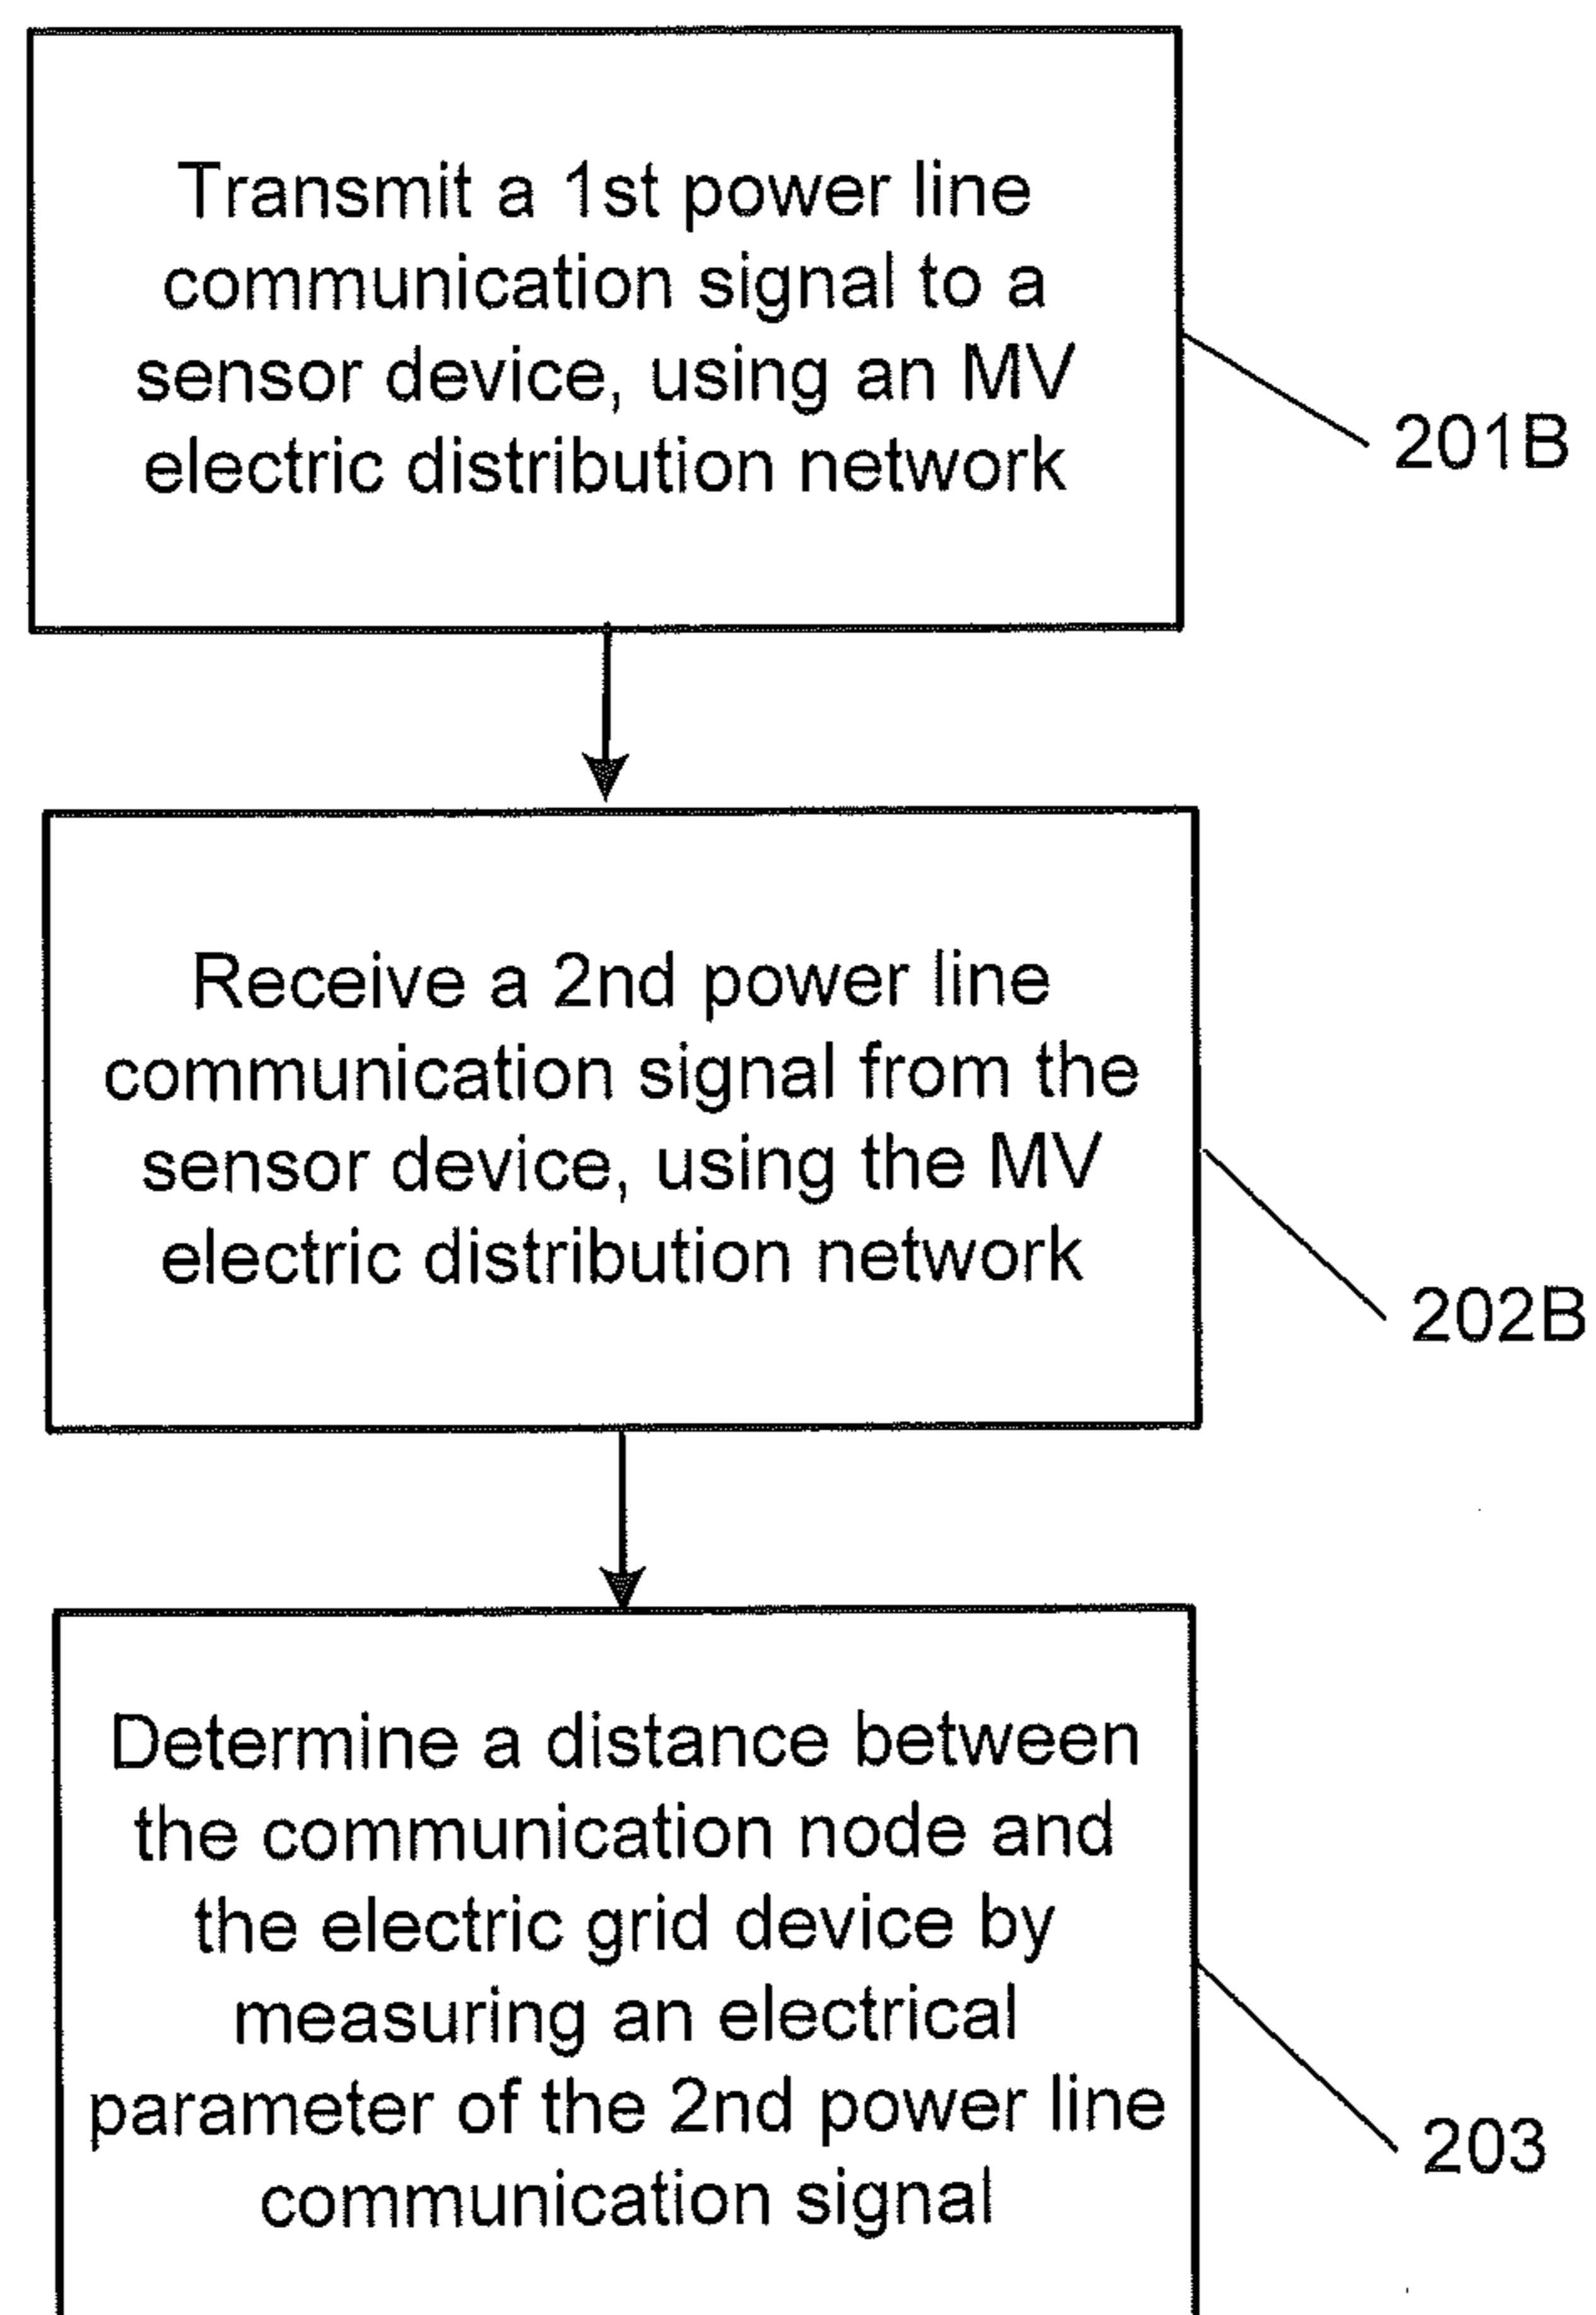 Transmit a 1st power line
communication signal to a
sensor device, using an MV
electric distribution network
201B
Receive a 2nd power line
communication signal from the
sensor device, using the MV
electric distribution network
202B
Determine a distance between
the communication node and
the electric grid device by
measuring an electrical
parameter of the 2nd power line
communication signal
203